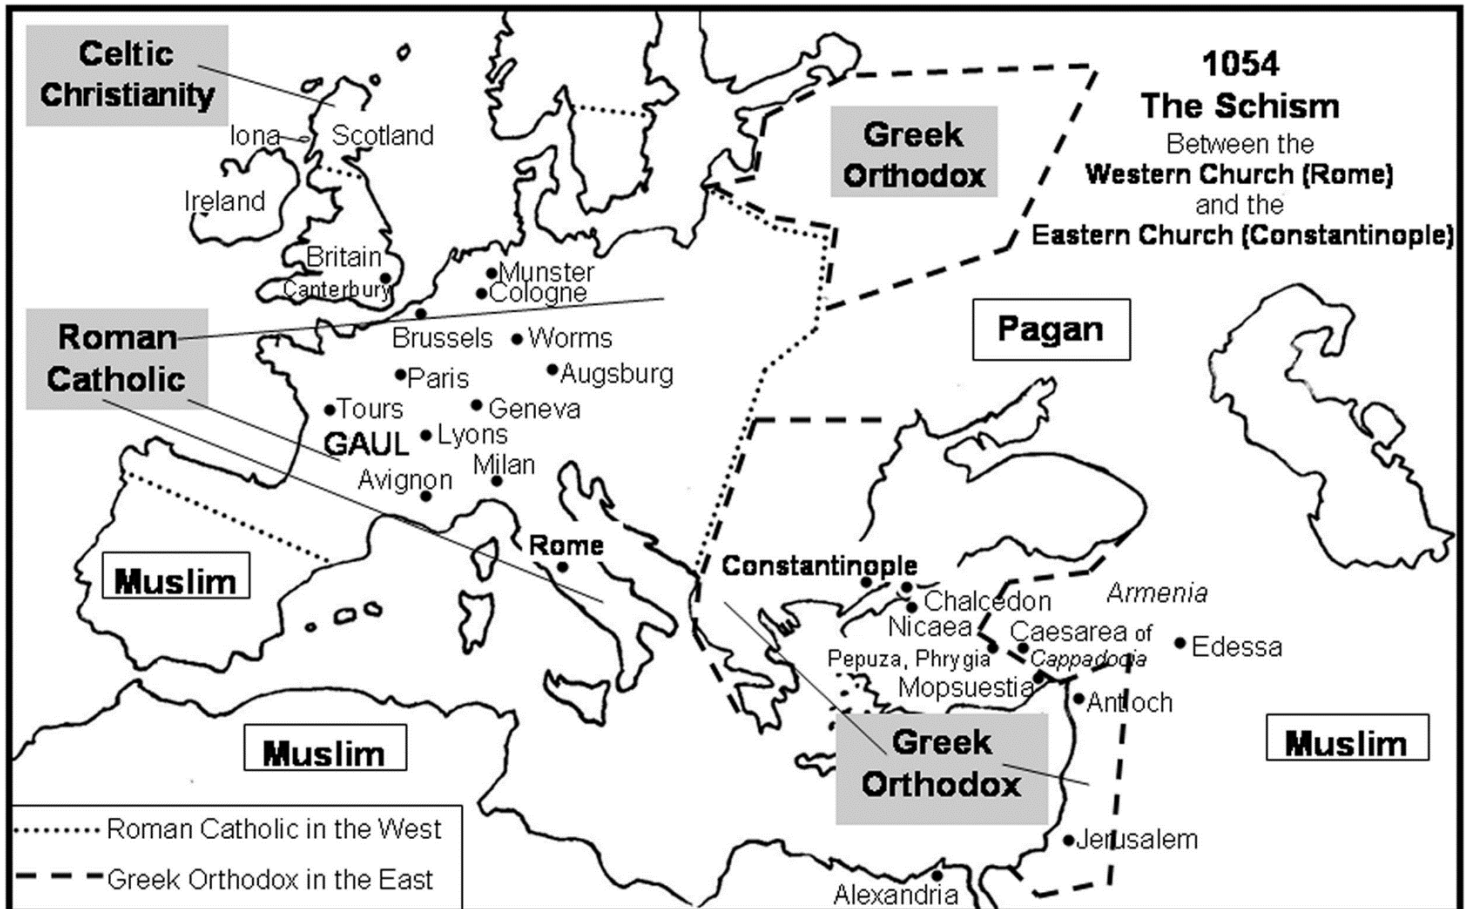 Celtic
Christianity
Iona
Scotland
Ireland
Britain
Canterbury
Greek
Orthodox
1054
The Schism
Between the
Western Church (Rome)
and the
Eastern Church (Constantinople)
Munster
Cologne
Roman
Catholic
Brussels
Worms
Pagan
Paris
Augsburg
Tours
Geneva
GAUL
Lyons
Milan
Avignon
Rome
Muslim
Constantinople
Chalcedon
Armenia
Nicaea
Caesarea of
Cappadocia
Edessa
Pepuza, Phrygia
Mopsuestia
Antioch
Muslim
Greek
Orthodox
Muslim
Roman Catholic in the West
Greek Orthodox in the East
Jerusalem
Alexandria